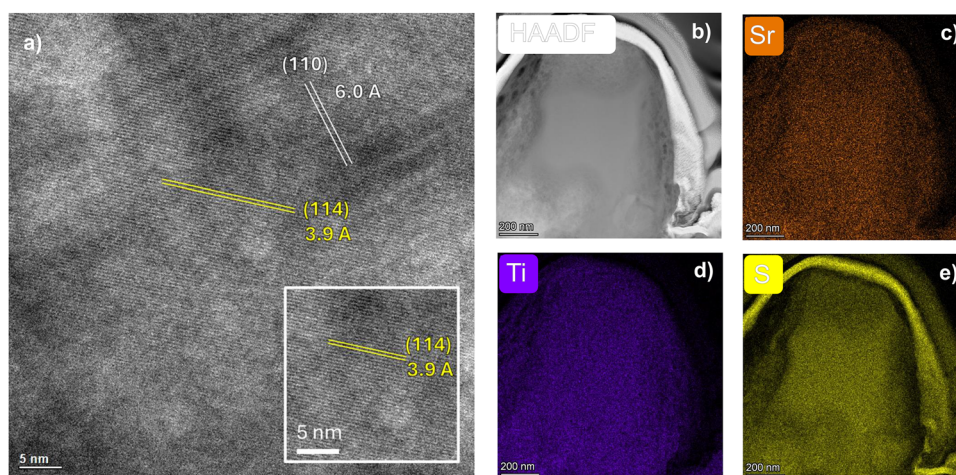 a)
(110)
6.0 A
(114)
3.9 A
(114)
3.9 A
5 nm
5 nm
HAADF
b)
200 nm
Sr
c)
200 nm
Ti
d)
200 nm
S
e)
200 nm